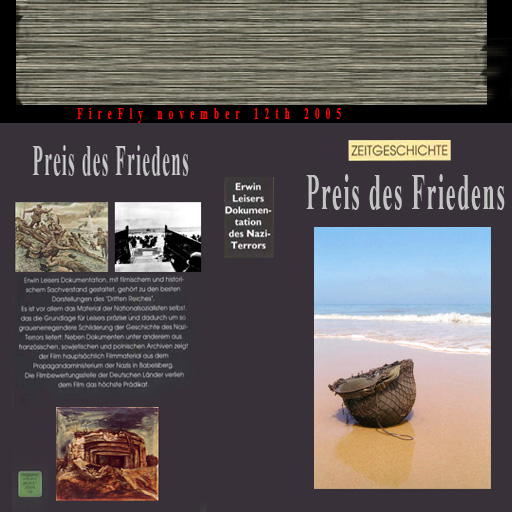 FireFly november 12th 2005
Preis des Friedens
Erwin Leisers Dokumentation, mit filmischem und histori-
schem Sachverstand gestaltet, gehört zu den besten
Darstellungen des "Dritten Reiches".
Es ist vor allem das Material der Nationalsozialisten selbst,
das die Grundlage für Leisers präzise und dadurch um so
grauenerregendere Schilderung der Geschichte des Nazi-
Terrors liefert. Neben Dokumenten unter anderem aus
französischen, sowjetischen und polnischen Archiven zeigt
der Film hauptsächlich Filmmaterial aus dem
Propagandaministerium der Nazis in Babelsberg.
Die Filmbewertungsstelle der Deutschen Länder verlieh
dem Film das höchste Prädikat.
Erwin
Leisers
Dokumen-
tation
des Nazi-
Terrors
ZEITGESCHICHTE
Preis des Friedens